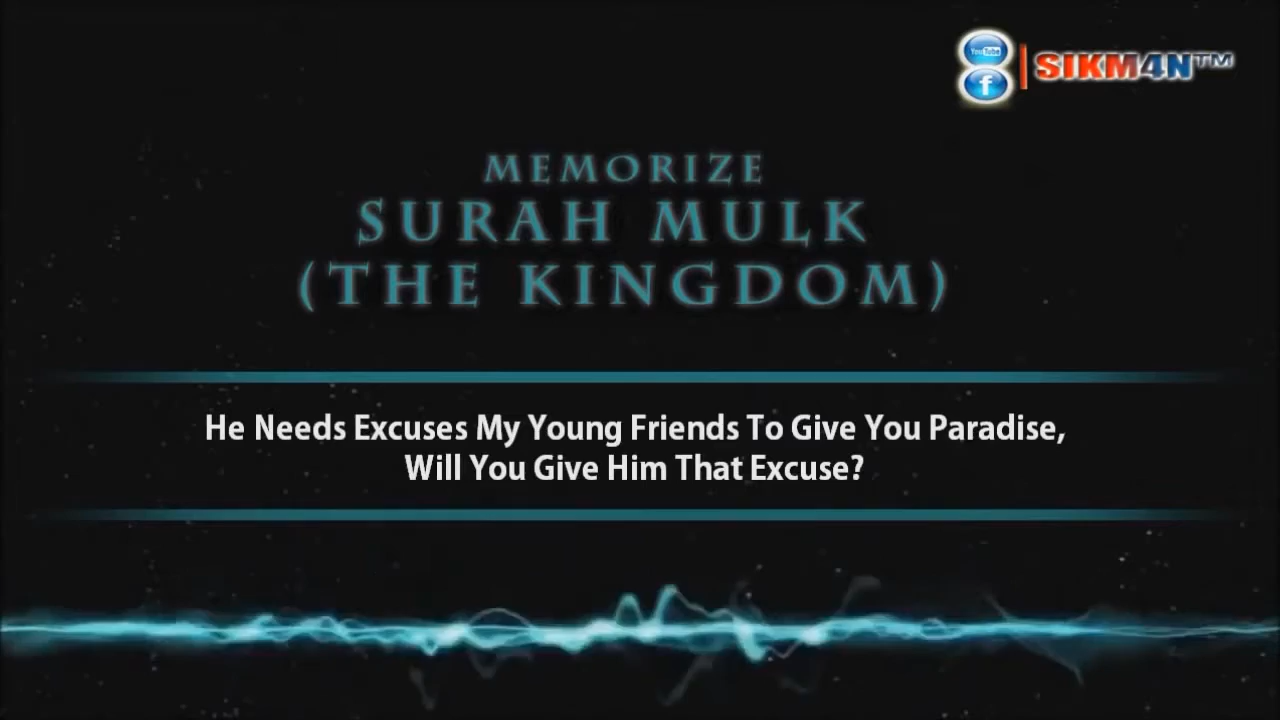 YouTube
f
SIKM4N™
MEMORIZE
SURAH MULK
(THE KINGDOM)
He Needs Excuses My Young Friends To Give You Paradise,
Will You Give Him That Excuse?